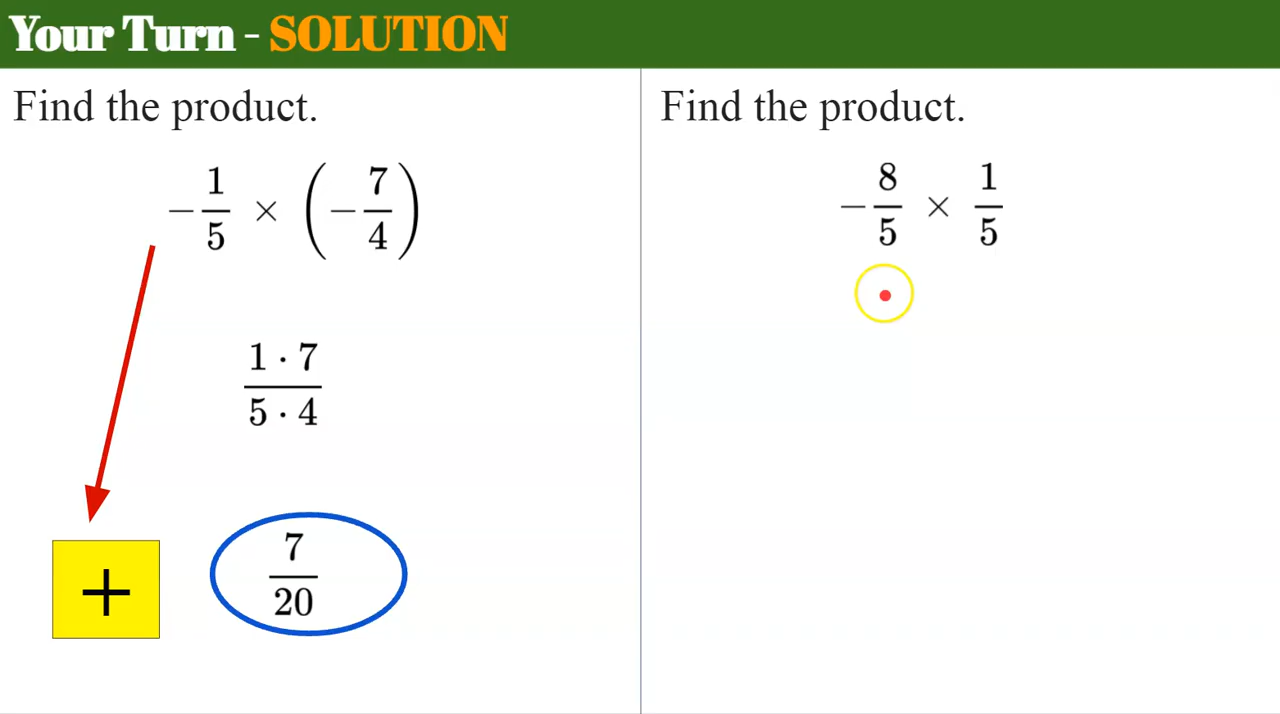 Your Turn - SOLUTION
Find the product.
−1/5 × (−7/4)
1 · 7
5 · 4
+
7/20
Find the product.
−8/5 × 1/5